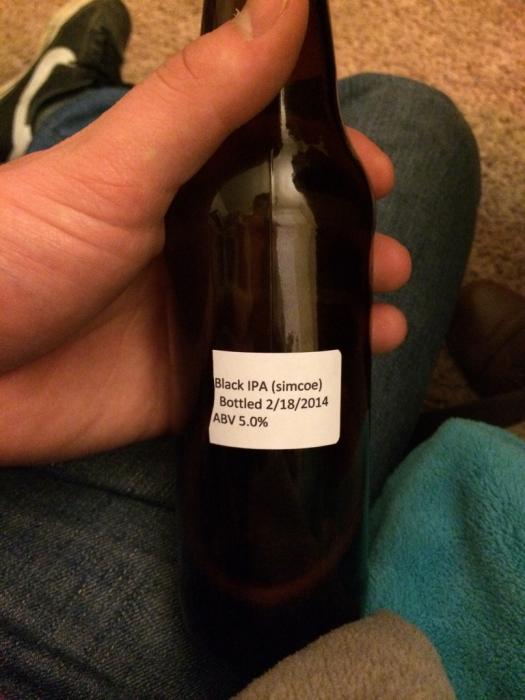 Black IPA (simcoe)
Bottled 2/18/2014
ABV 5.0%